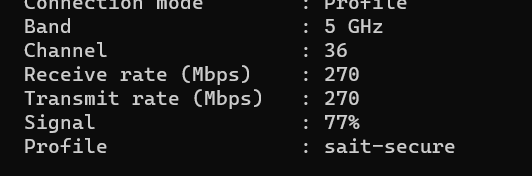 Connection mode : Profile
Band : 5 GHz
Channel : 36
Receive rate (Mbps) : 270
Transmit rate (Mbps) : 270
Signal : 77%
Profile : sait-secure